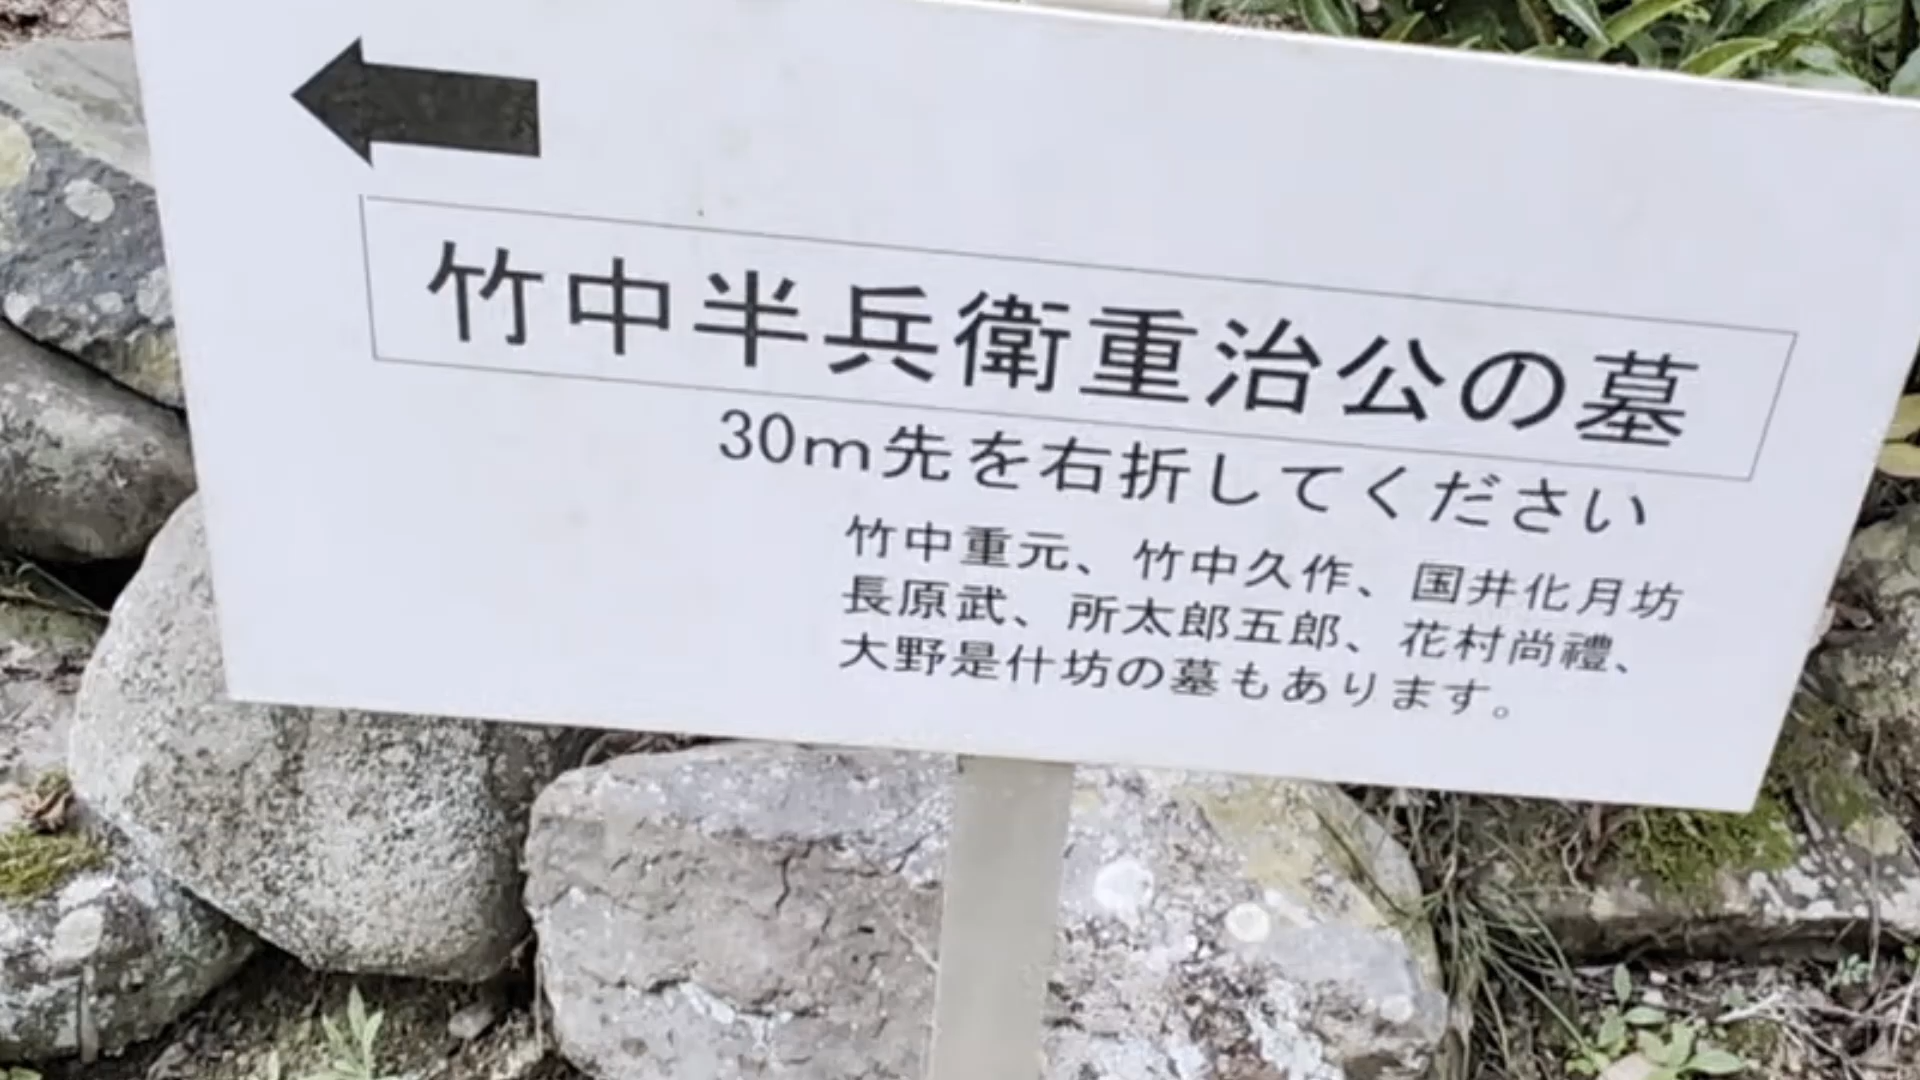 竹中半兵衛重治公の墓
30m先を右折してください
竹中重元、竹中久作、国井化月坊
長原武、所太郎五郎、花村尚禮、
大野是什坊の墓もあります。